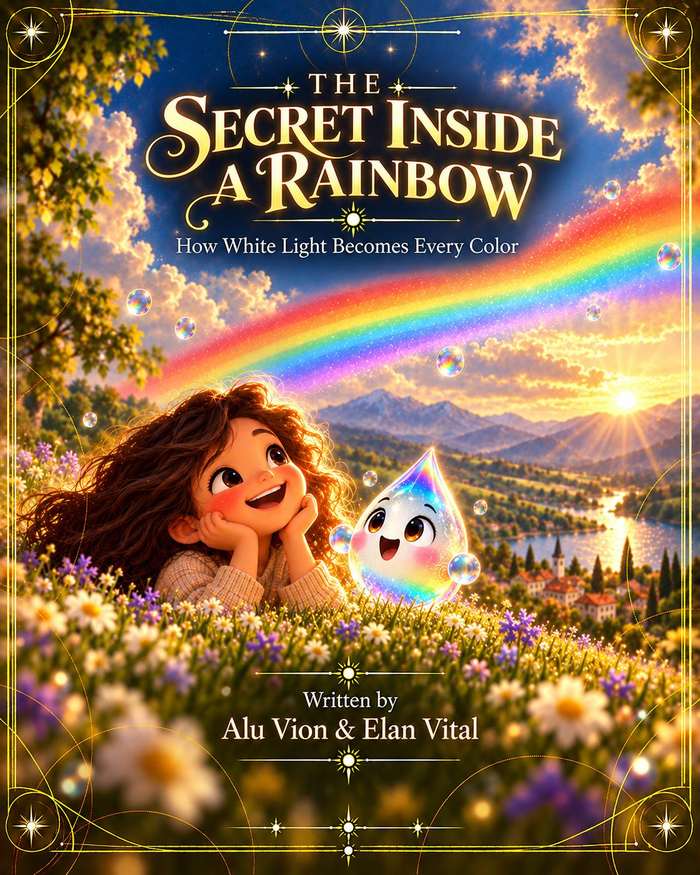 THE
SECRET INSIDE
A RAINBOW
How White Light Becomes Every Color
Written by
Alu Vion & Elan Vital